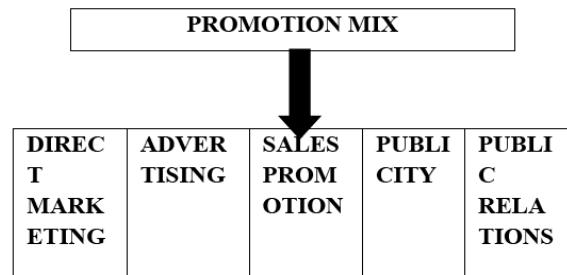 PROMOTION MIX
DIREC
T
MARK
ETING
ADVER
TISING
SALES
PROM
OTION
PUBLI
CITY
PUBLI
C
RELA
TIONS